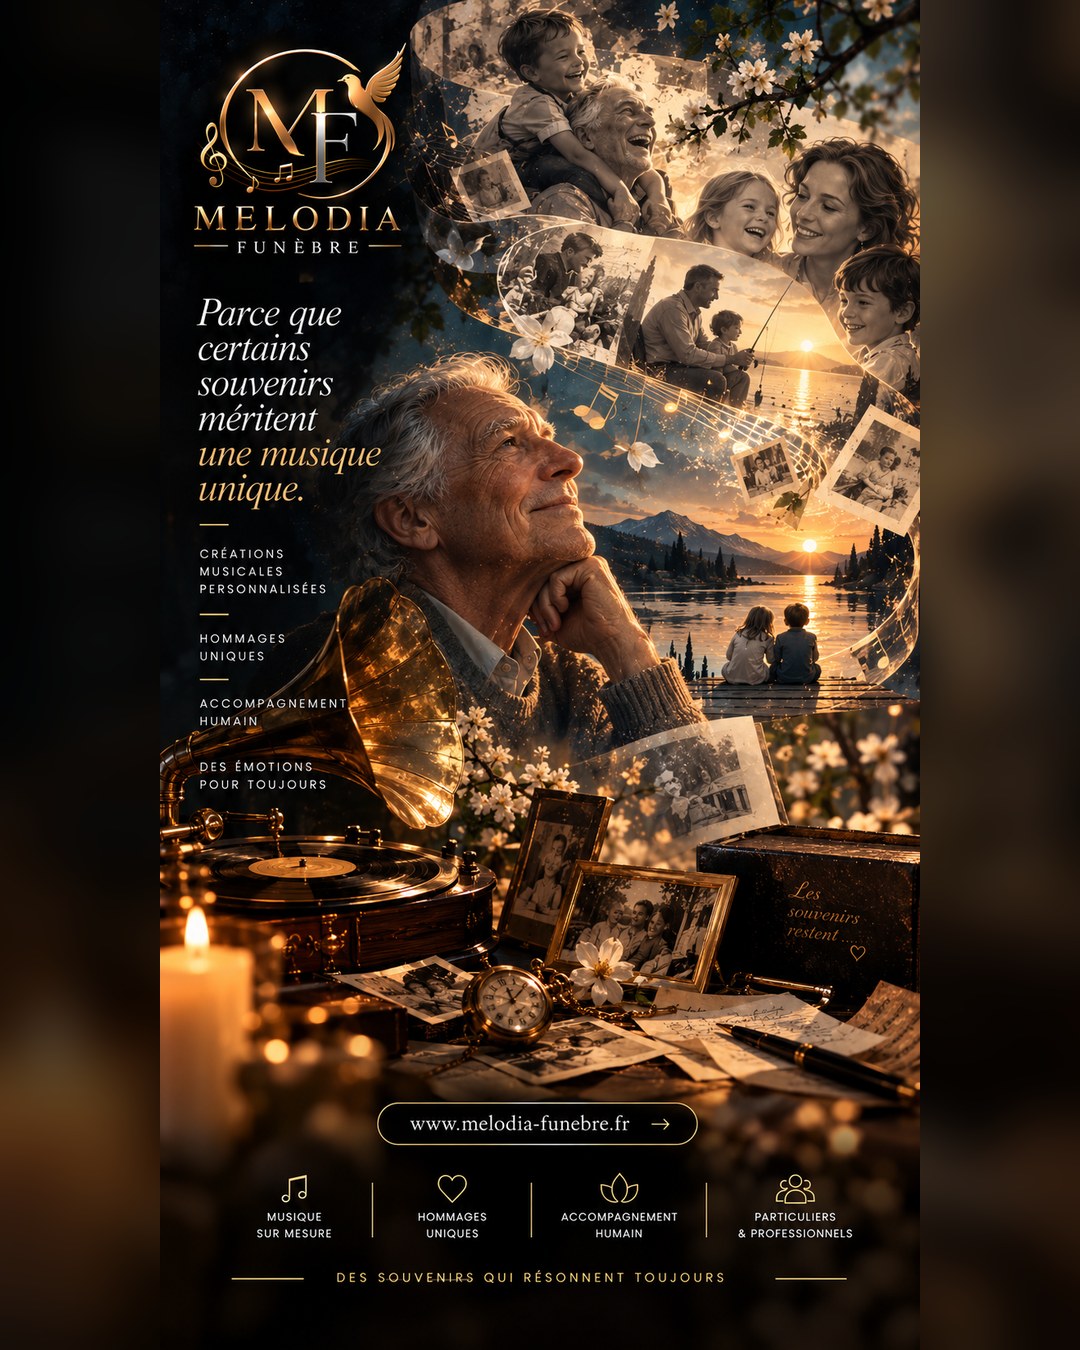 MF
MELODIA
FUNÈBRE
Parce que
certains
souvenirs
méritent
une musique
unique.
CRÉATIONS
MUSICALES
PERSONNALISÉES
HOMMAGES
UNIQUES
ACCOMPAGNEMENT
HUMAIN
DES ÉMOTIONS
POUR TOUJOURS
Les
souvenirs
restent...
www.melodia-funebre.fr
MUSIQUE
SUR MESURE
HOMMAGES
UNIQUES
ACCOMPAGNEMENT
HUMAIN
PARTICULIERS
& PROFESSIONNELS
DES SOUVENIRS QUI RÉSONNENT TOUJOURS